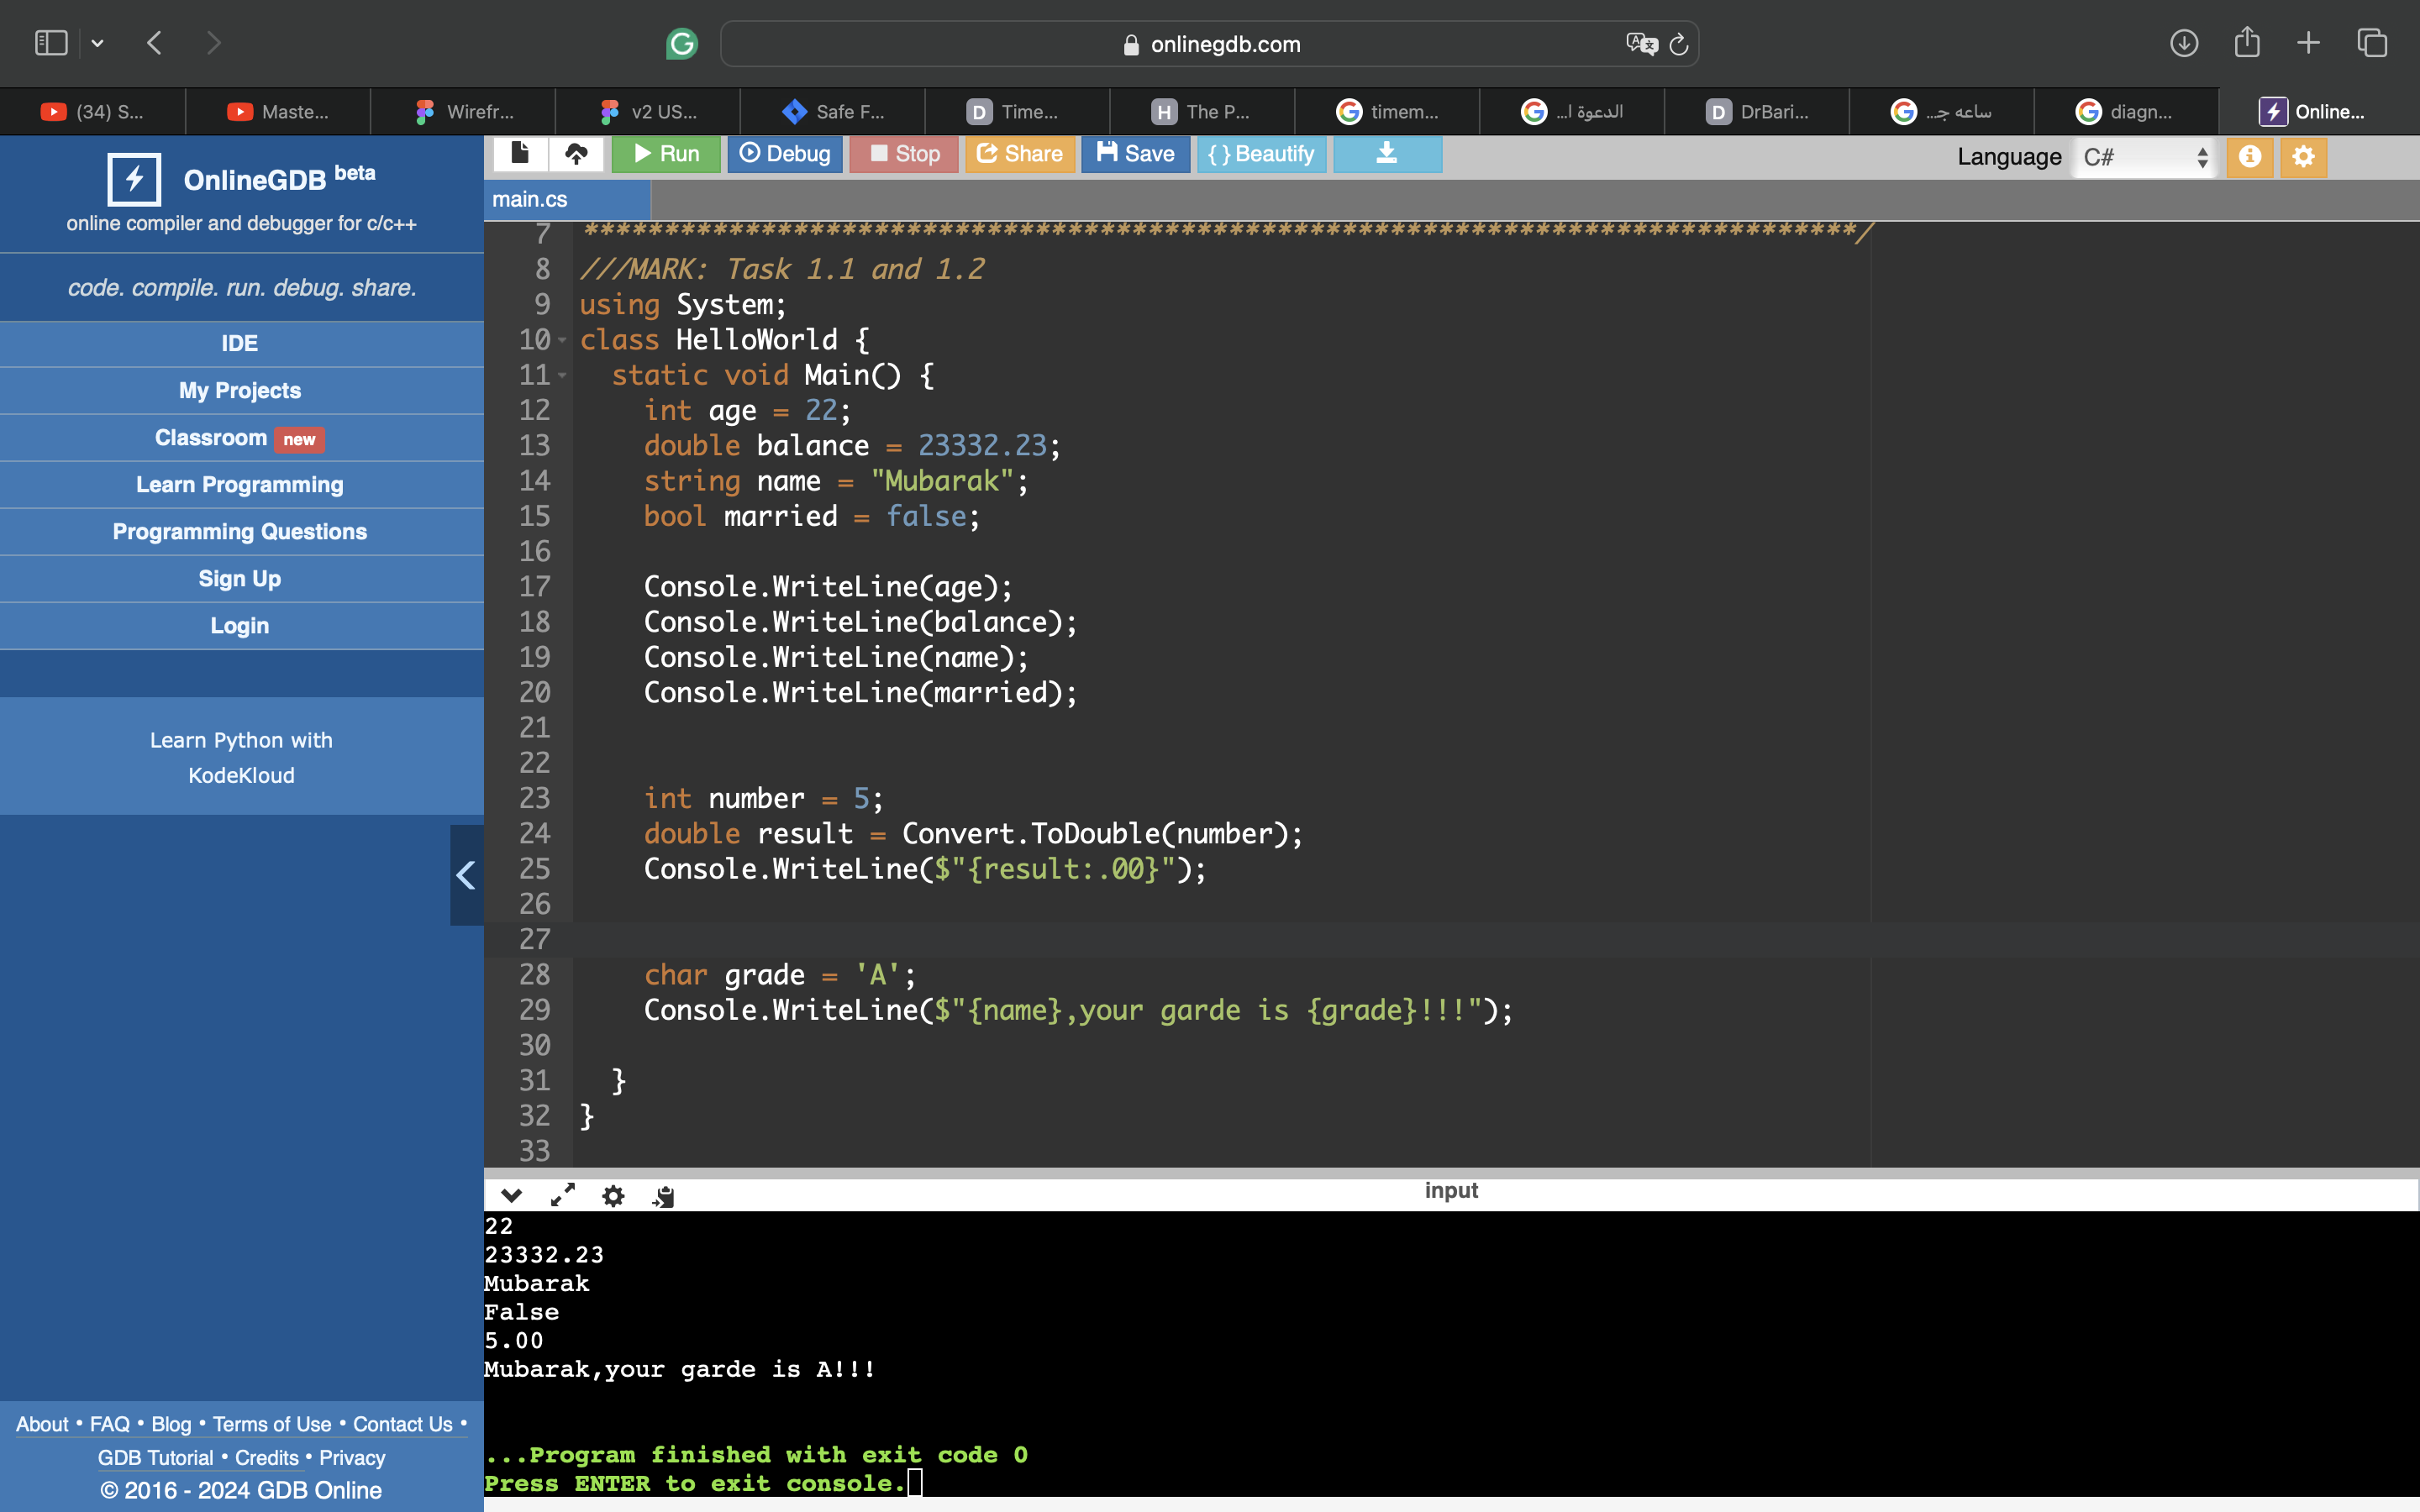 onlinegdb.com
(34) S...
Maste...
Wirefr...
v2 US...
Safe F...
D Time...
H The P...
timem...
الدعوة ا...
D DrBari...
ساعه جـ...
diagn...
Online...
OnlineGDB beta
online compiler and debugger for c/c++
code. compile. run. debug. share.
IDE
My Projects
Classroom new
Learn Programming
Programming Questions
Sign Up
Login
Learn Python with
KodeKloud
About • FAQ • Blog • Terms of Use • Contact Us •
GDB Tutorial • Credits • Privacy
© 2016 - 2024 GDB Online
Run Debug Stop Share Save { } Beautify
Language C#
main.cs
7 *******************************************************************************/
8 ///MARK: Task 1.1 and 1.2
9 using System;
10 class HelloWorld {
11 static void Main() {
12 int age = 22;
13 double balance = 23332.23;
14 string name = "Mubarak";
15 bool married = false;
16
17 Console.WriteLine(age);
18 Console.WriteLine(balance);
19 Console.WriteLine(name);
20 Console.WriteLine(married);
21
22
23 int number = 5;
24 double result = Convert.ToDouble(number);
25 Console.WriteLine($"{result:.00}");
26
27
28 char grade = 'A';
29 Console.WriteLine($"{name},your garde is {grade}!!!");
30
31 }
32 }
33
input
22
23332.23
Mubarak
False
5.00
Mubarak,your garde is A!!!
...Program finished with exit code 0
Press ENTER to exit console.